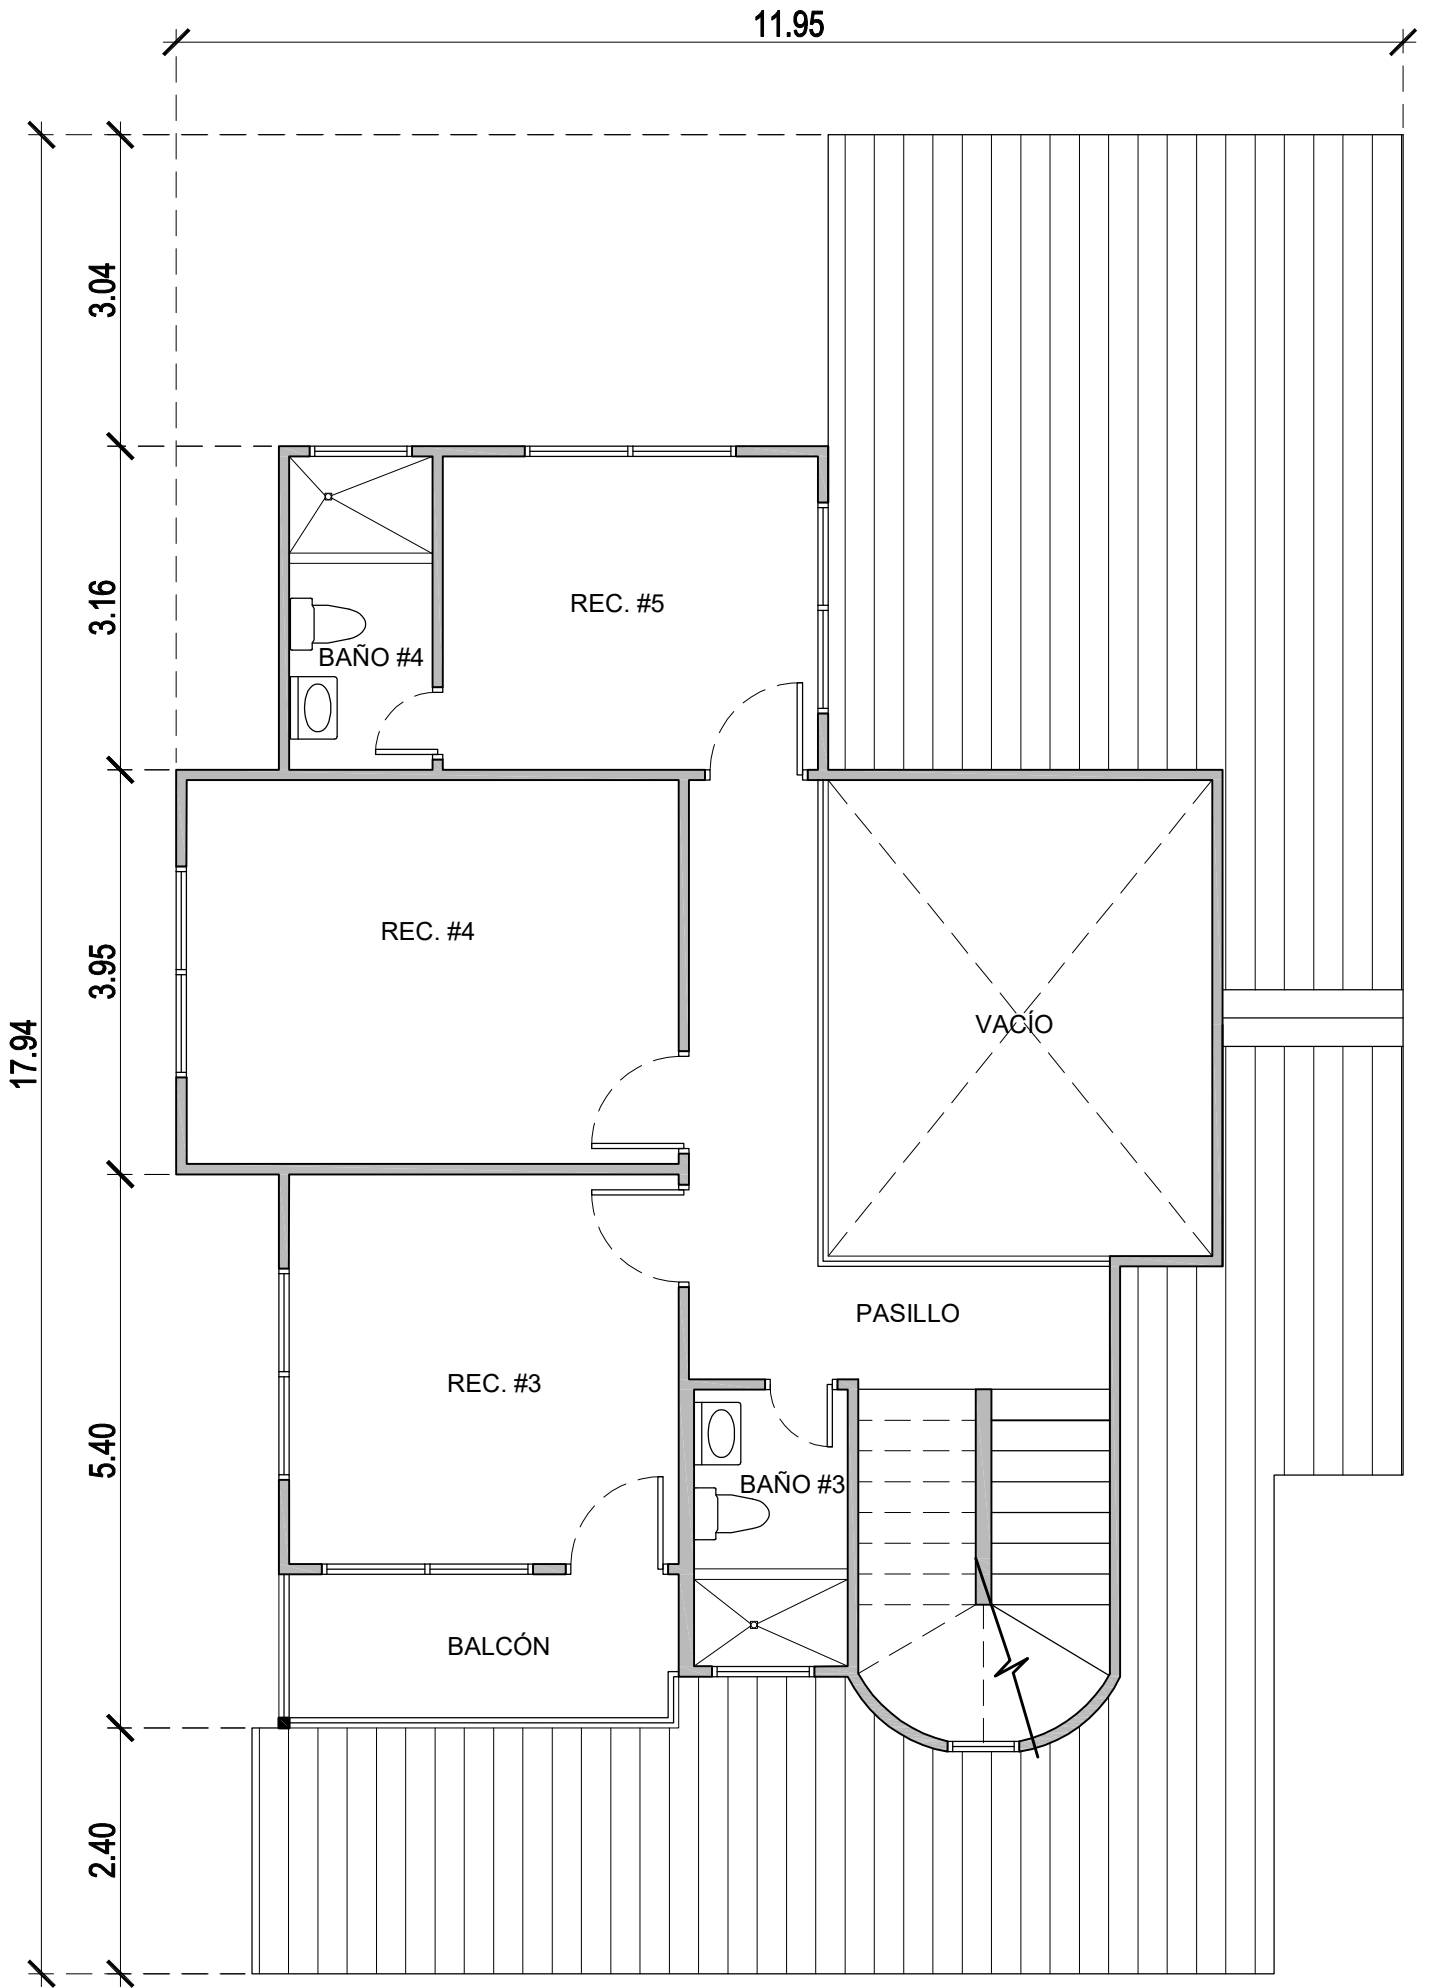 11.95
3.04
3.16
REC. #5
BAÑO #4
REC. #4
3.95
VACÍO
17.94
PASILLO
REC. #3
5.40
BAÑO #3
BALCÓN
2.40